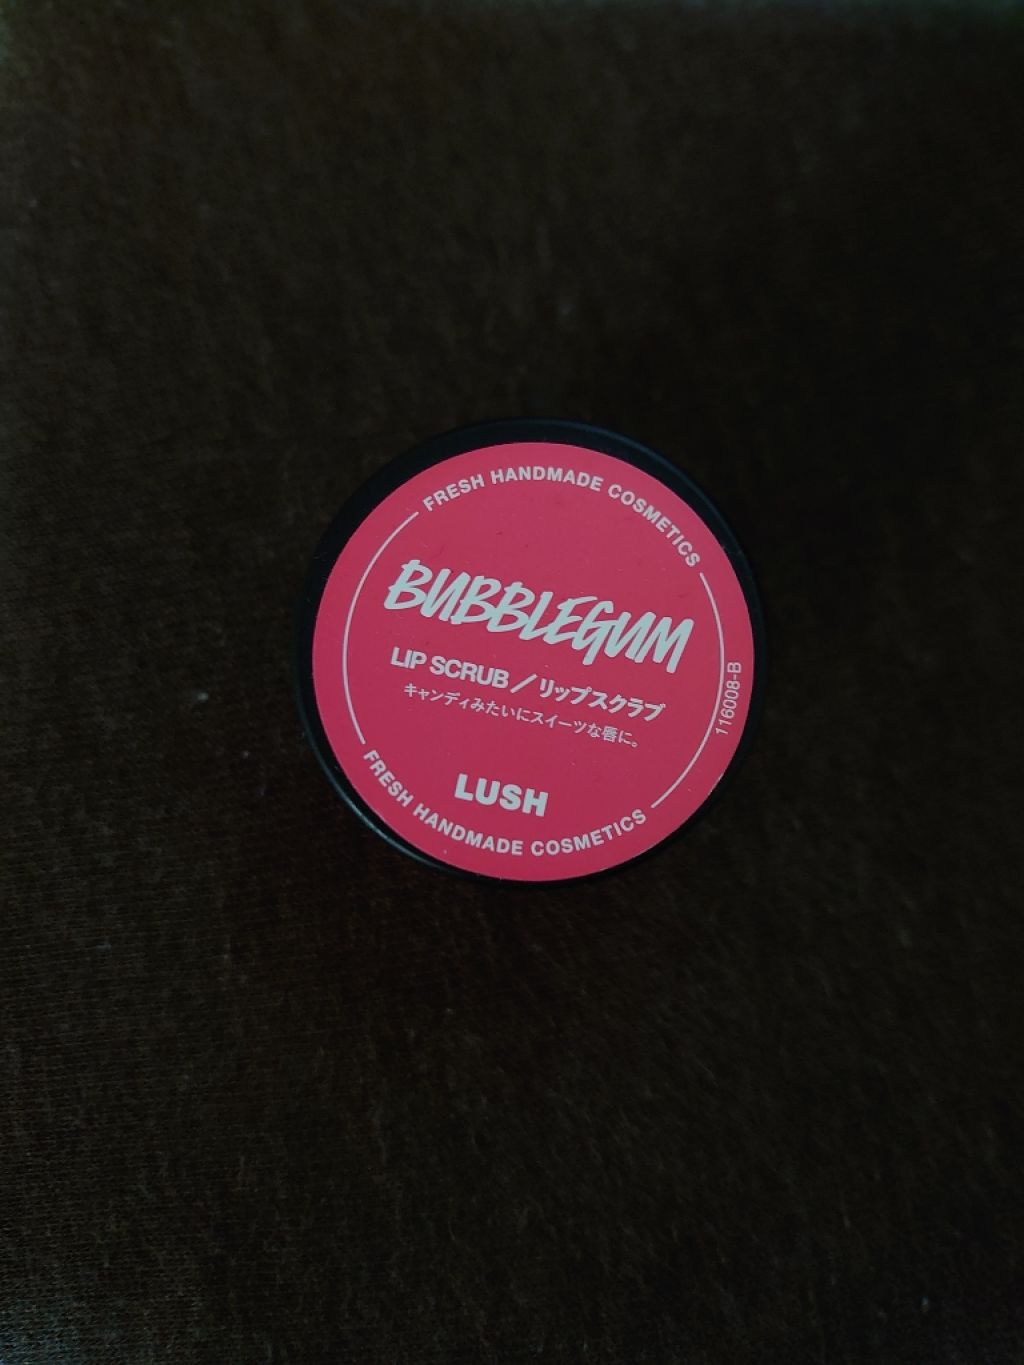 FRESH HANDMADE COSMETICS
BUBBLEGUM
LIP SCRUB／リップスクラブ
キャンディみたいにスイーツな唇に。
116008-B
LUSH
FRESH HANDMADE COSMETICS